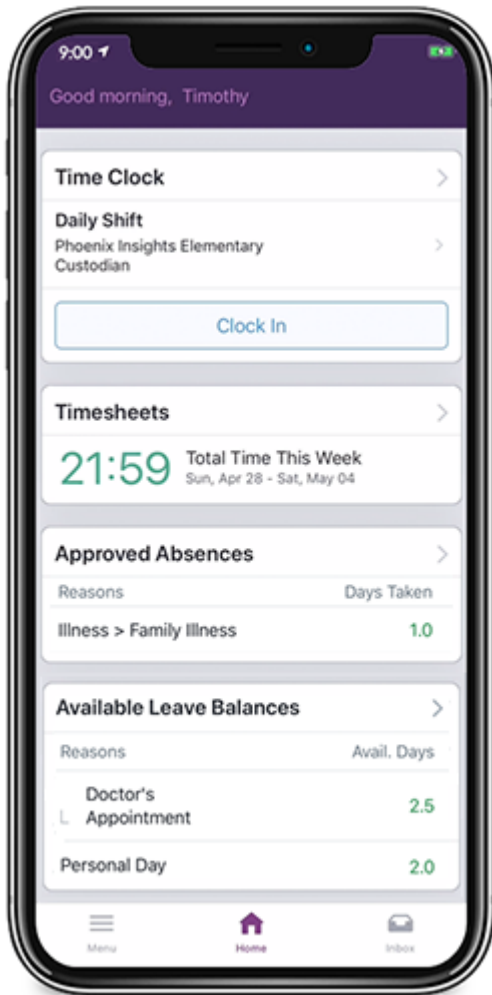 9:00
Good morning, Timothy
Time Clock
Daily Shift
Phoenix Insights Elementary
Custodian
Clock In
Timesheets
21:59
Total Time This Week
Sun, Apr 28 - Sat, May 04
Approved Absences
Reasons Days Taken
Illness > Family Illness 1.0
Available Leave Balances
Reasons Avail. Days
Doctor's
Appointment
2.5
Personal Day 2.0
Menu Home Inbox